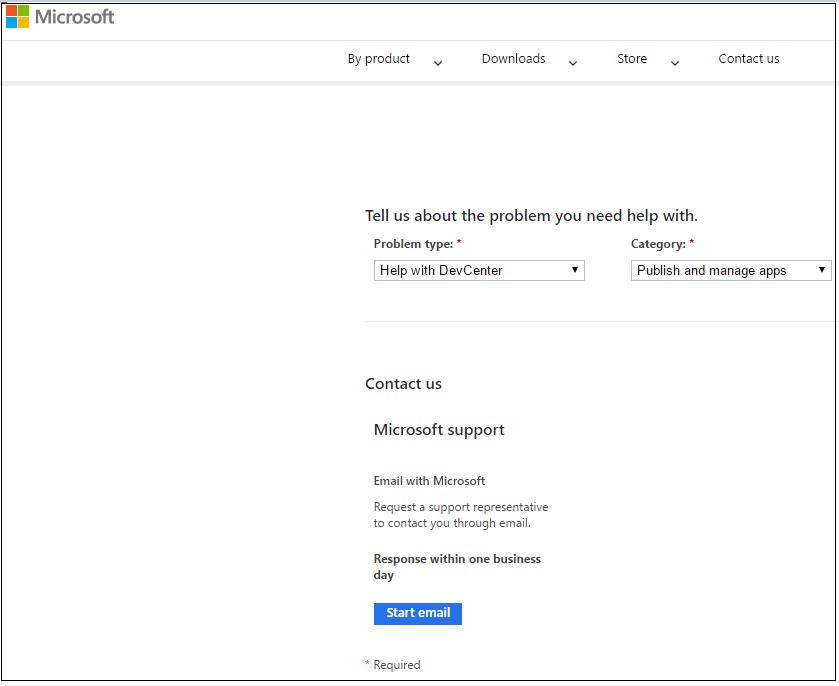 Microsoft
By product Downloads Store Contact us
Tell us about the problem you need help with.
Problem type: * Category: *
Help with DevCenter Publish and manage apps
Contact us
Microsoft support
Email with Microsoft
Request a support representative
to contact you through email.
Response within one business
day
Start email
* Required